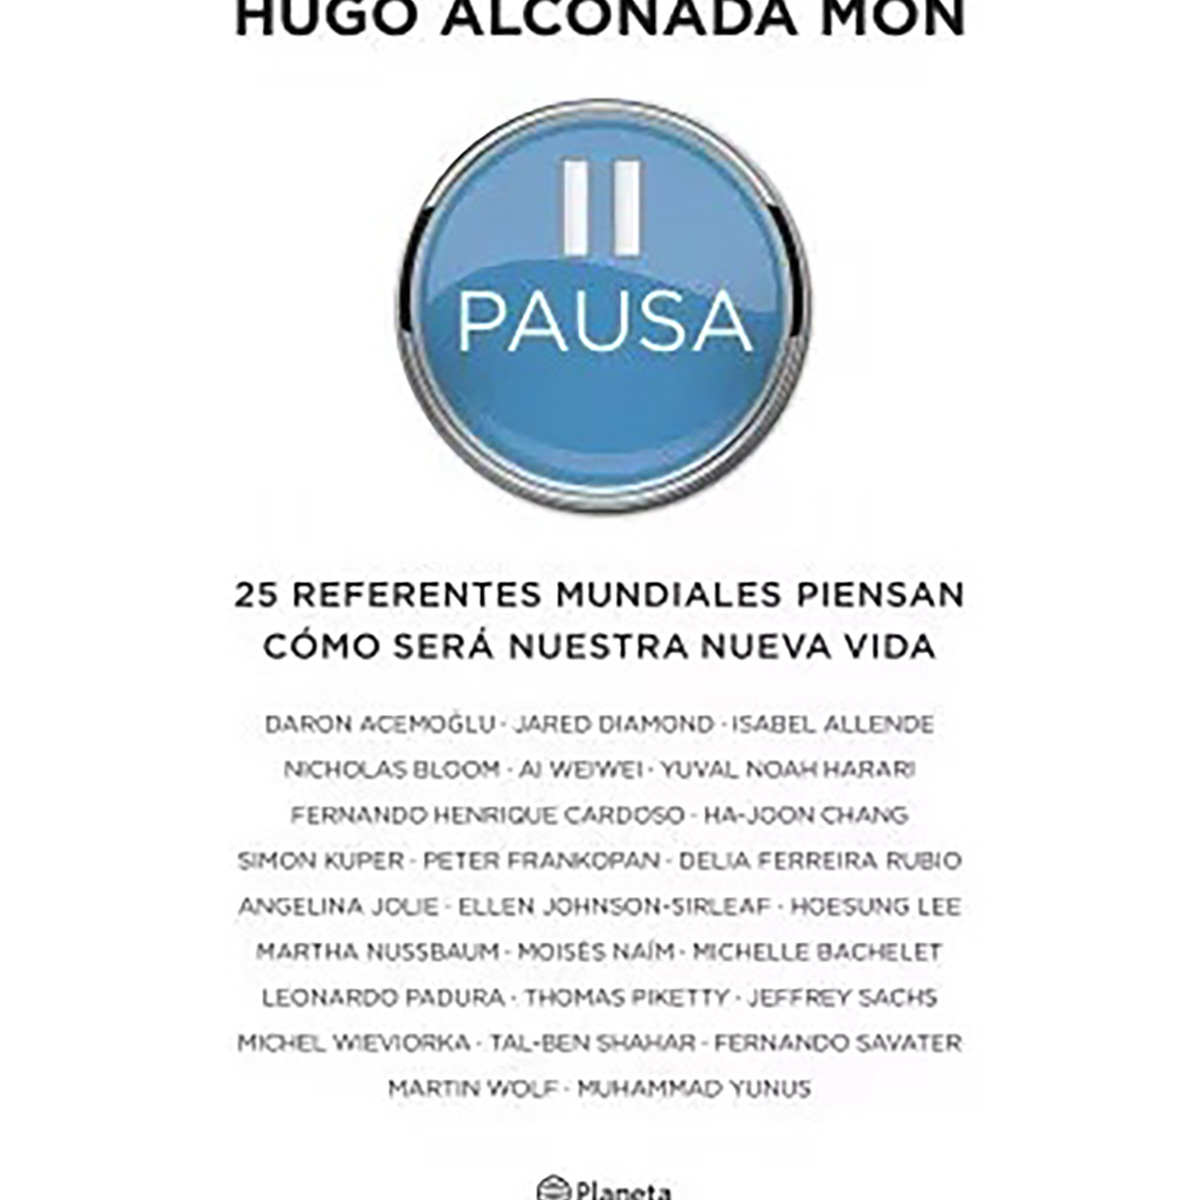 HUGO ALCONADA MON
PAUSA
25 REFERENTES MUNDIALES PIENSAN
CÓMO SERÁ NUESTRA NUEVA VIDA
DARON ACEMOĞLU · JARED DIAMOND · ISABEL ALLENDE
NICHOLAS BLOOM · AI WEIWEI · YUVAL NOAH HARARI
FERNANDO HENRIQUE CARDOSO · HA-JOON CHANG
SIMON KUPER · PETER FRANKOPAN · DELIA FERREIRA RUBIO
ANGELINA JOLIE · ELLEN JOHNSON-SIRLEAF · HOESUNG LEE
MARTHA NUSSBAUM · MOISÉS NAÍM · MICHELLE BACHELET
LEONARDO PADURA · THOMAS PIKETTY · JEFFREY SACHS
MICHEL WIEVIORKA · TAL-BEN SHAHAR · FERNANDO SAVATER
MARTIN WOLF · MUHAMMAD YUNUS
Planeta